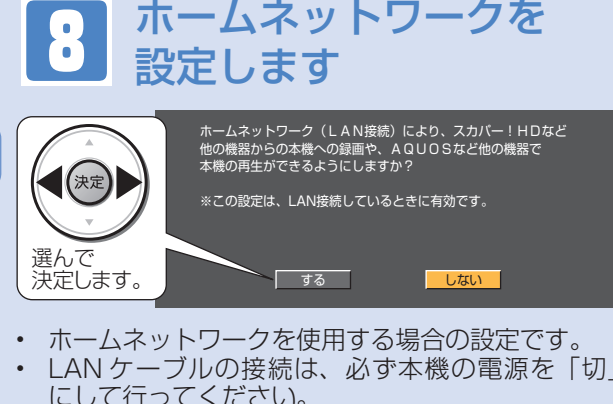 8
ホームネットワークを
設定します
ホームネットワーク（ＬＡＮ接続）により、スカパー！ＨＤなど
他の機器からの本機への録画や、ＡＱＵＯＳなど他の機器で
本機の再生ができるようにしますか？
※この設定は、LAN接続しているときに有効です。
決定
選んで
決定します。
する
しない
・ ホームネットワークを使用する場合の設定です。
・ LAN ケーブルの接続は、必ず本機の電源を「切」
にして行ってください。